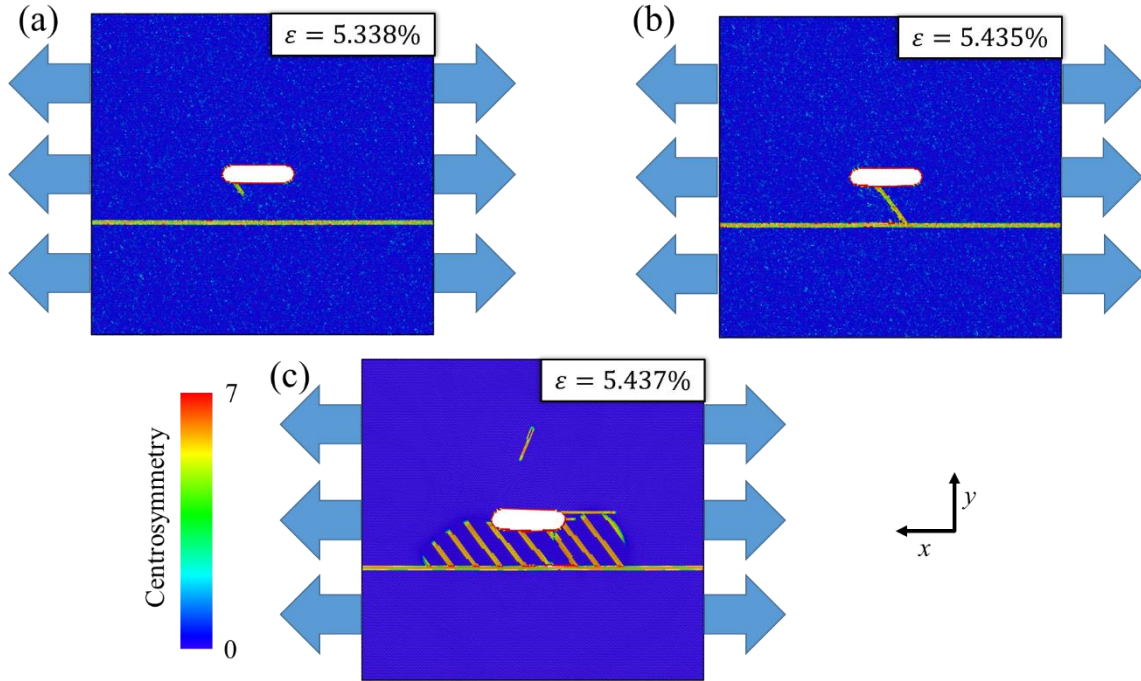 (a)
ε = 5.338%
(b)
ε = 5.435%
(c)
ε = 5.437%
7
Centrosymmetry
0
y
x